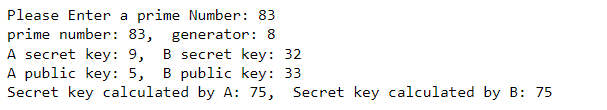 Please Enter a prime Number: 83
prime number: 83,  generator: 8
A secret key: 9,  B secret key: 32
A public key: 5,  B public key: 33
Secret key calculated by A: 75,  Secret key calculated by B: 75